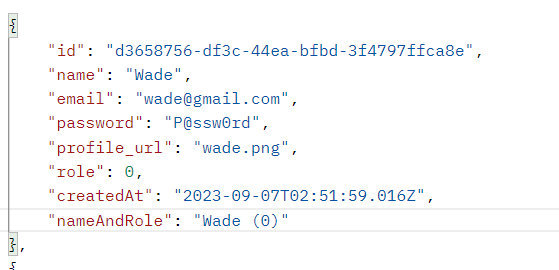 {
"id": "d3658756-df3c-44ea-bfbd-3f4797ffca8e",
"name": "Wade",
"email": "wade@gmail.com",
"password": "P@ssw0rd",
"profile_url": "wade.png",
"role": 0,
"createdAt": "2023-09-07T02:51:59.016Z",
"nameAndRole": "Wade (0)"
},
{